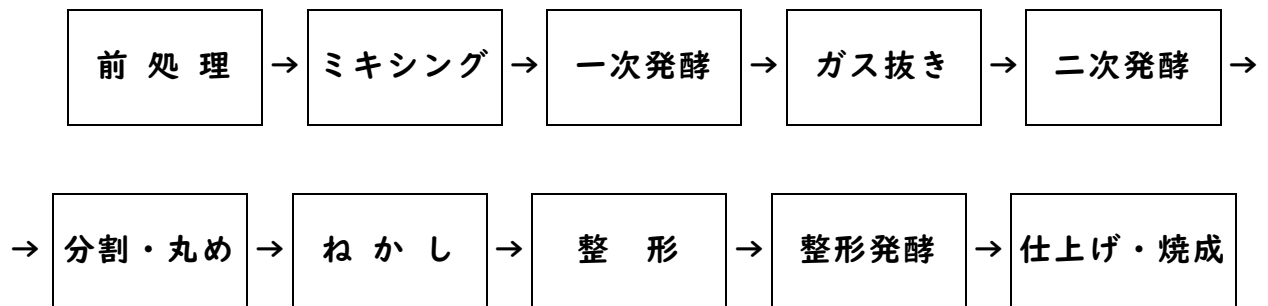 前処理→ミキシング→一次発酵→ガス抜き→二次発酵→
→分割・丸め→ねかし→整形→整形発酵→仕上げ・焼成